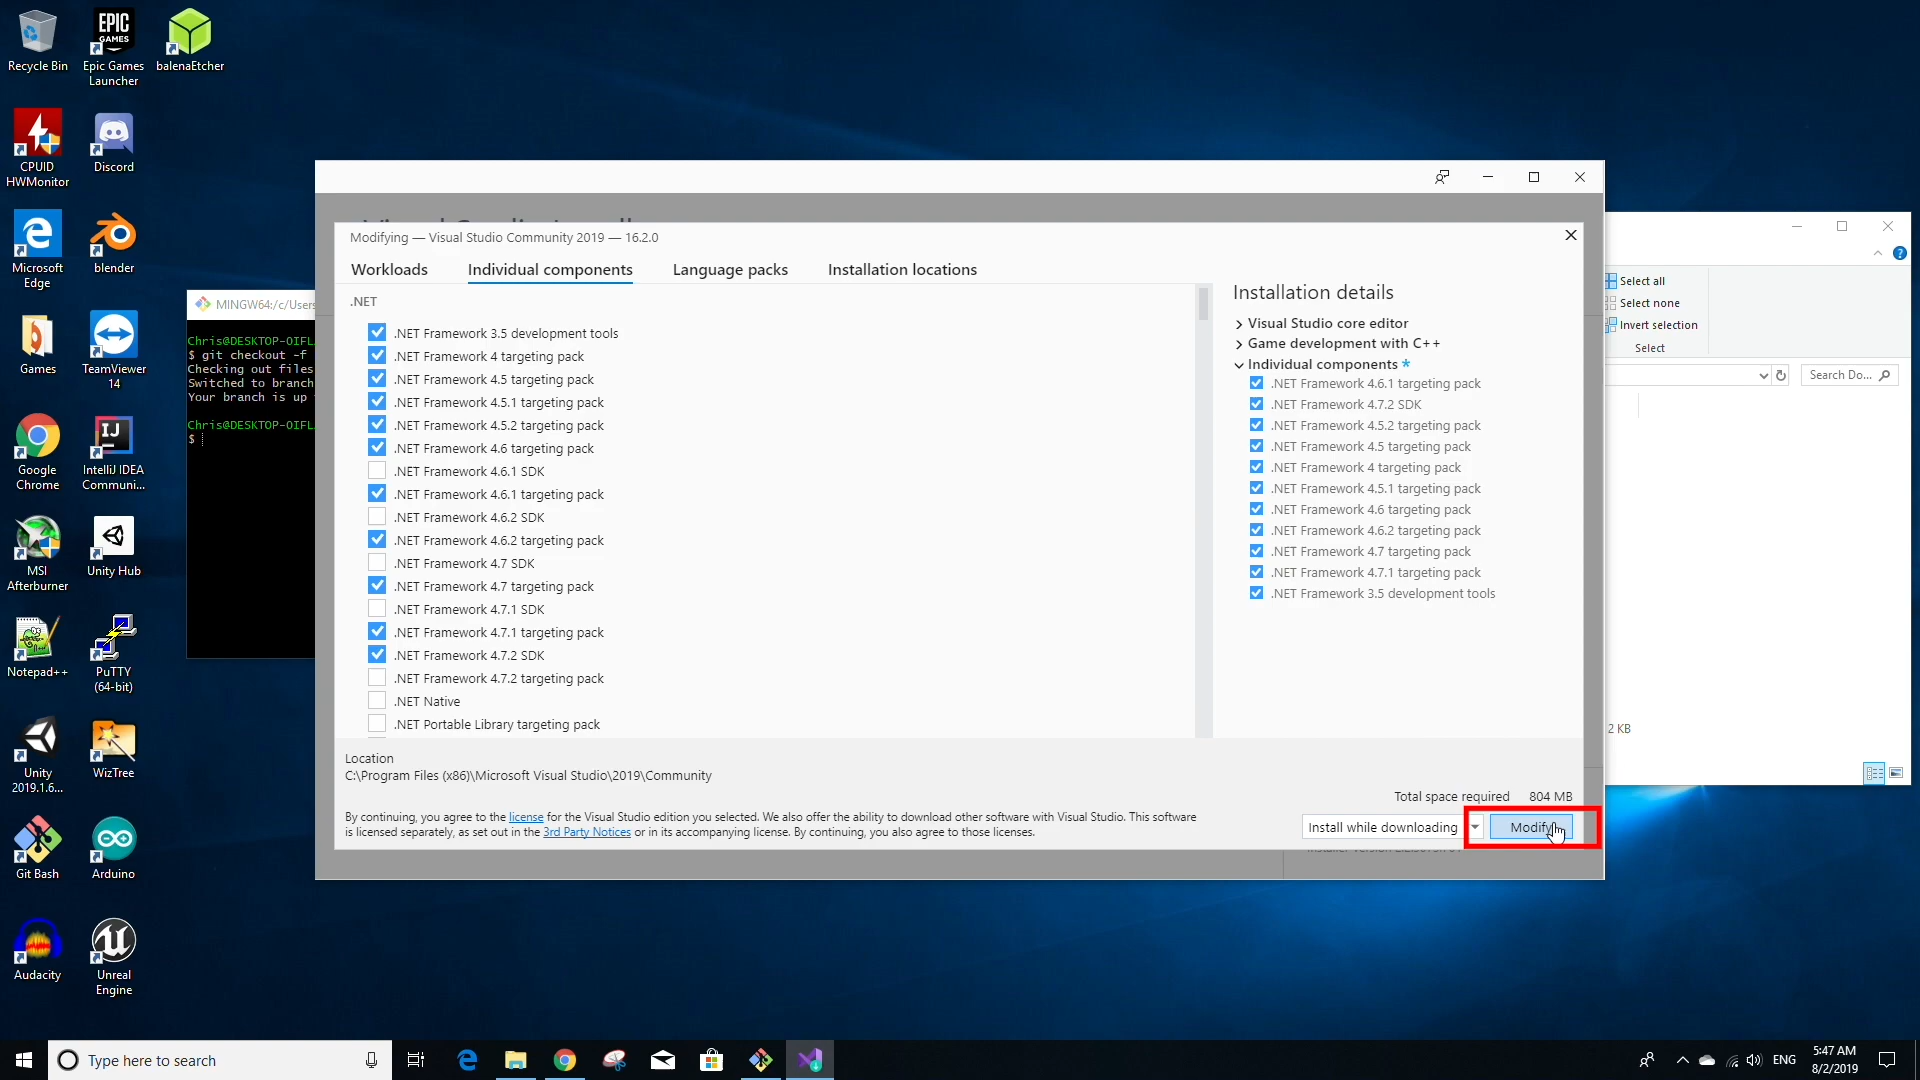 Recycle Bin
Epic Games
Launcher
balenaEtcher
CPUID
HWMonitor
Discord
Microsoft
Edge
blender
Games
TeamViewer
14
Google
Chrome
IntelliJ IDEA
Communi...
MSI
Afterburner
Unity Hub
Notepad++
PuTTY
(64-bit)
Unity
2019.1.6...
WizTree
Git Bash
Arduino
Audacity
Unreal
Engine
MINGW64:/c/Users
Chris@DESKTOP-OIFL
$ git checkout -f
Checking out files
Switched to branch
Your branch is up
Chris@DESKTOP-OIFL
$
Modifying — Visual Studio Community 2019 — 16.2.0
Workloads
Individual components
Language packs
Installation locations
.NET
.NET Framework 3.5 development tools
.NET Framework 4 targeting pack
.NET Framework 4.5 targeting pack
.NET Framework 4.5.1 targeting pack
.NET Framework 4.5.2 targeting pack
.NET Framework 4.6 targeting pack
.NET Framework 4.6.1 SDK
.NET Framework 4.6.1 targeting pack
.NET Framework 4.6.2 SDK
.NET Framework 4.6.2 targeting pack
.NET Framework 4.7 SDK
.NET Framework 4.7 targeting pack
.NET Framework 4.7.1 SDK
.NET Framework 4.7.1 targeting pack
.NET Framework 4.7.2 SDK
.NET Framework 4.7.2 targeting pack
.NET Native
.NET Portable Library targeting pack
Installation details
Visual Studio core editor
Game development with C++
Individual components *
.NET Framework 4.6.1 targeting pack
.NET Framework 4.7.2 SDK
.NET Framework 4.5.2 targeting pack
.NET Framework 4.5 targeting pack
.NET Framework 4 targeting pack
.NET Framework 4.5.1 targeting pack
.NET Framework 4.6 targeting pack
.NET Framework 4.6.2 targeting pack
.NET Framework 4.7 targeting pack
.NET Framework 4.7.1 targeting pack
.NET Framework 3.5 development tools
Location
C:\Program Files (x86)\Microsoft Visual Studio\2019\Community
Total space required 804 MB
By continuing, you agree to the license for the Visual Studio edition you selected. We also offer the ability to download other software with Visual Studio. This software
is licensed separately, as set out in the 3rd Party Notices or in its accompanying license. By continuing, you also agree to those licenses.
Install while downloading
Modify
Select all
Select none
Invert selection
Select
Search Do...
2 KB
Type here to search
ENG
5:47 AM
8/2/2019